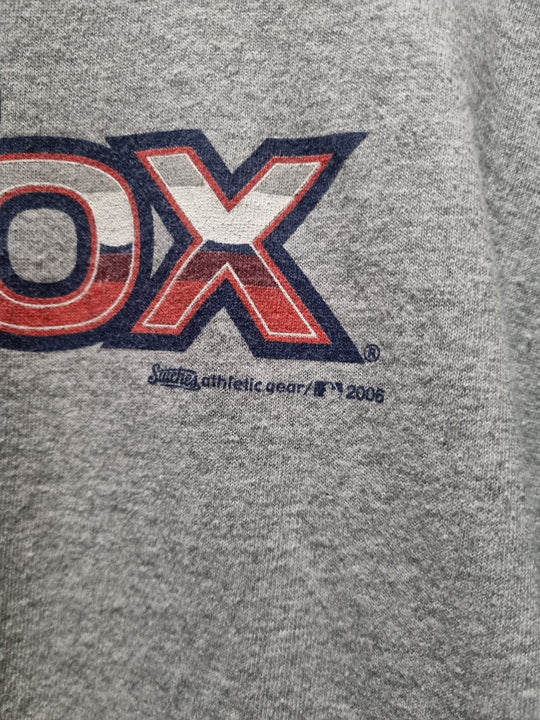 OX®
Stitches athletic gear/ 2006